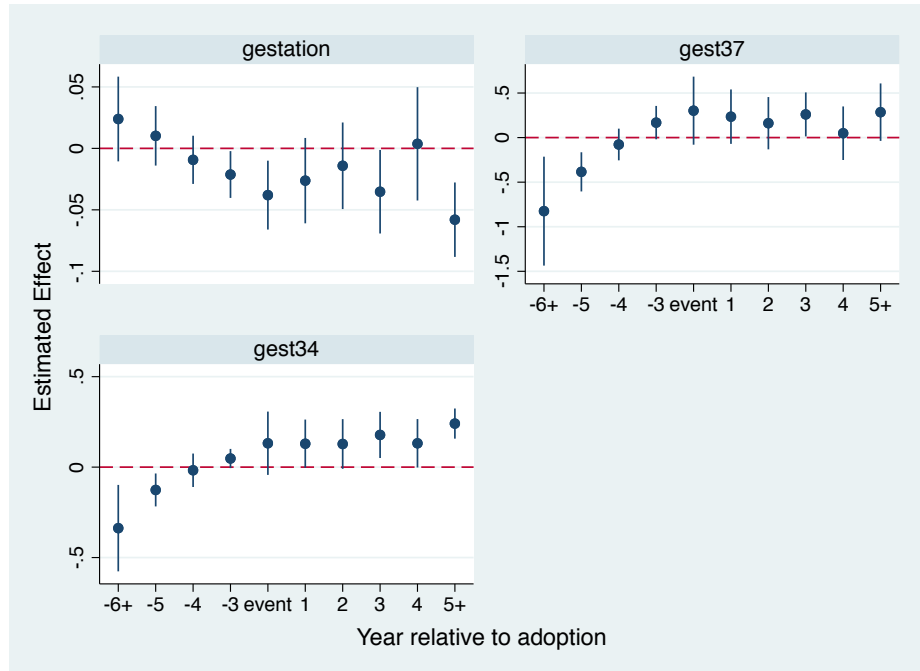 gestation
.05
0
-.05
-.1
gest37
.5
0
-.5
-1
-1.5
-6+ -5 -4 -3 event 1 2 3 4 5+
Estimated Effect
gest34
.5
0
-.5
-6+ -5 -4 -3 event 1 2 3 4 5+
Year relative to adoption